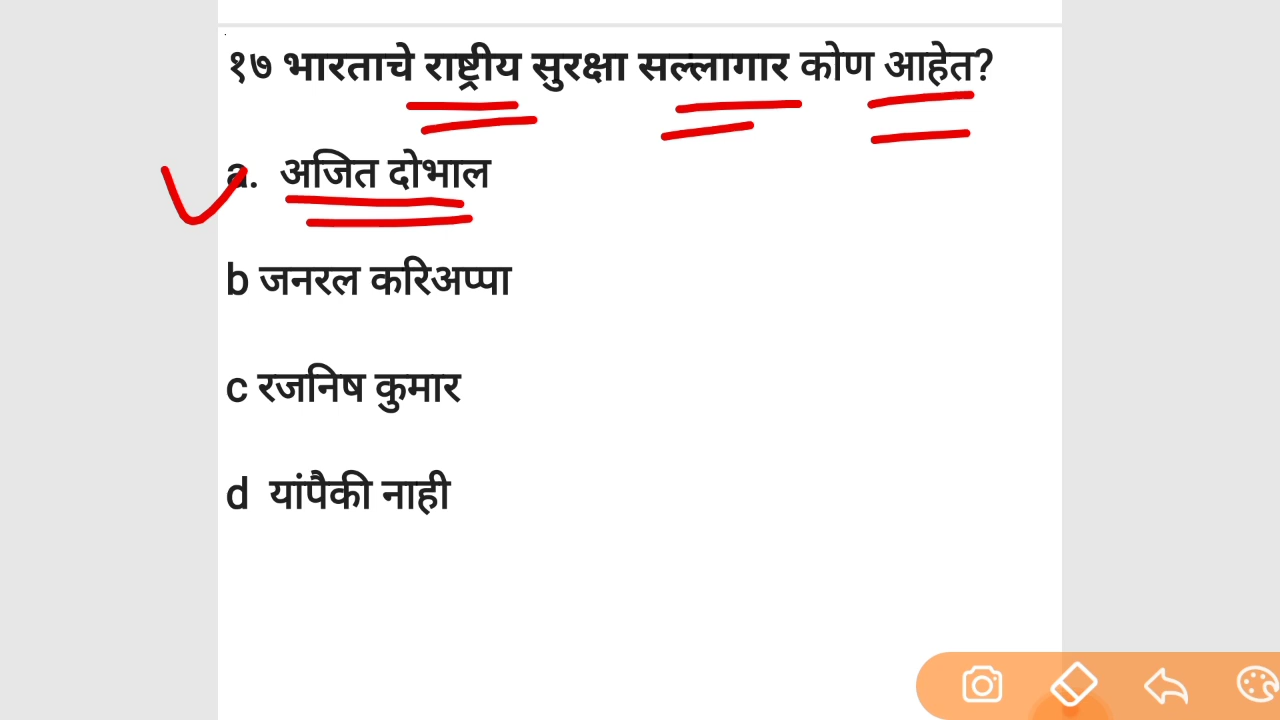 १७ भारताचे राष्ट्रीय सुरक्षा सल्लागार कोण आहेत?
a. अजित दोभाल
b जनरल करिअप्पा
c रजनिष कुमार
d यांपैकी नाही